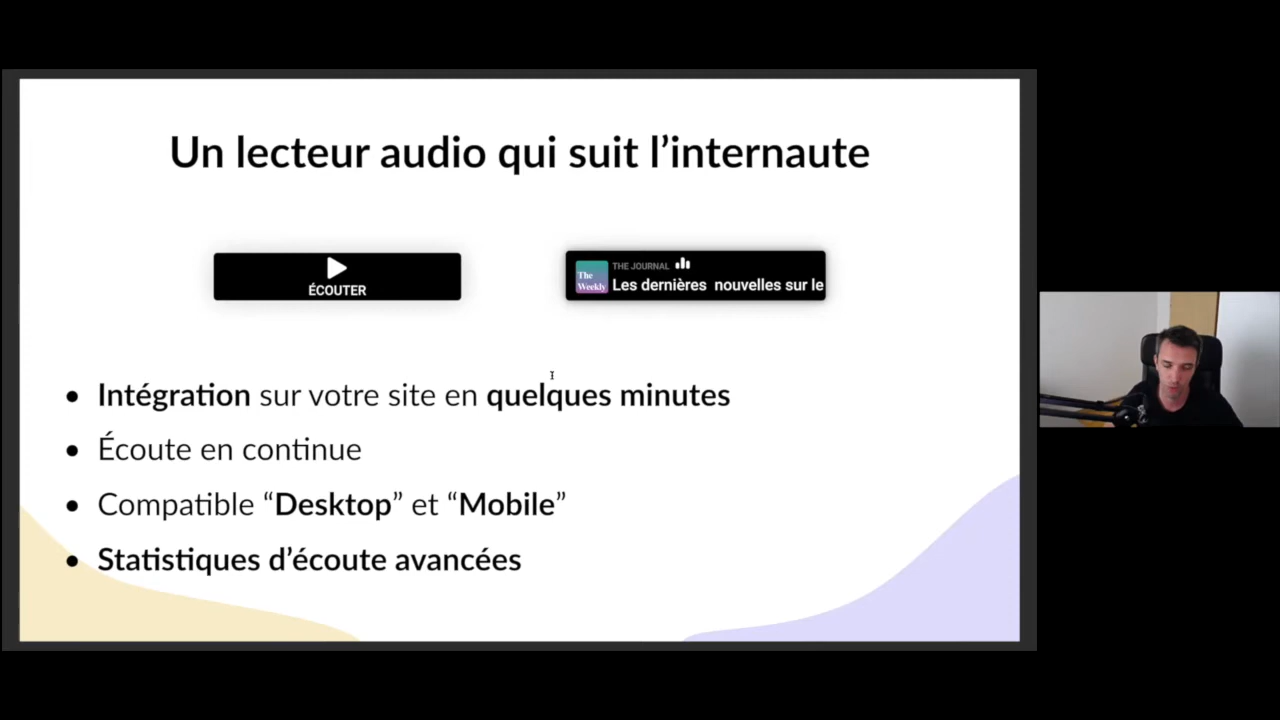 Un lecteur audio qui suit l’internaute
ÉCOUTER
The
Weekly
THE JOURNAL
Les dernières nouvelles sur le
Intégration sur votre site en quelques minutes
Écoute en continue
Compatible “Desktop” et “Mobile”
Statistiques d’écoute avancées